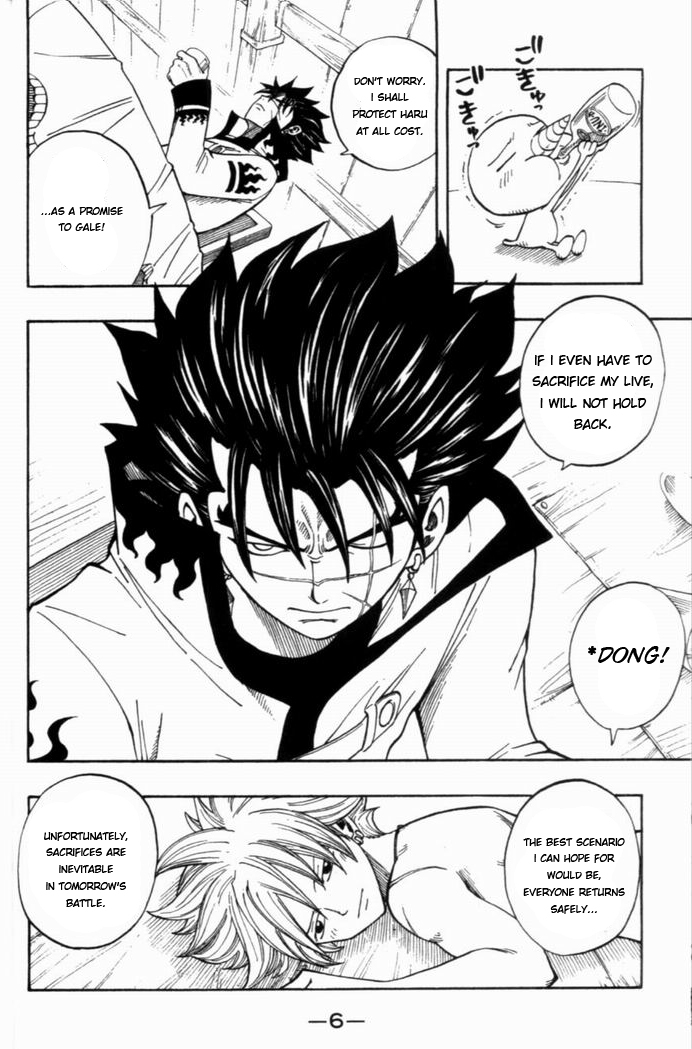 ごきゅっ
ごきゅっ
DON'T WORRY.
I SHALL
PROTECT HARU
AT ALL COST.
...AS A PROMISE
TO GALE!
IF I EVEN HAVE TO
SACRIFICE MY LIVE,
I WILL NOT HOLD
BACK.
*DONG!
THE BEST SCENARIO
I CAN HOPE FOR
WOULD BE,
EVERYONE RETURNS
SAFELY...
UNFORTUNATELY,
SACRIFICES ARE
INEVITABLE
IN TOMORROW'S
BATTLE.
—6—